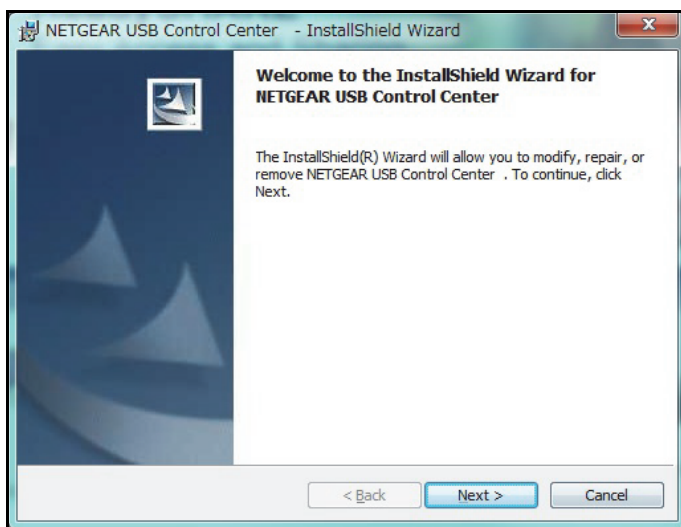 NETGEAR USB Control Center - InstallShield Wizard
Welcome to the InstallShield Wizard for
NETGEAR USB Control Center
The InstallShield(R) Wizard will allow you to modify, repair, or
remove NETGEAR USB Control Center . To continue, click
Next.
< Back
Next >
Cancel